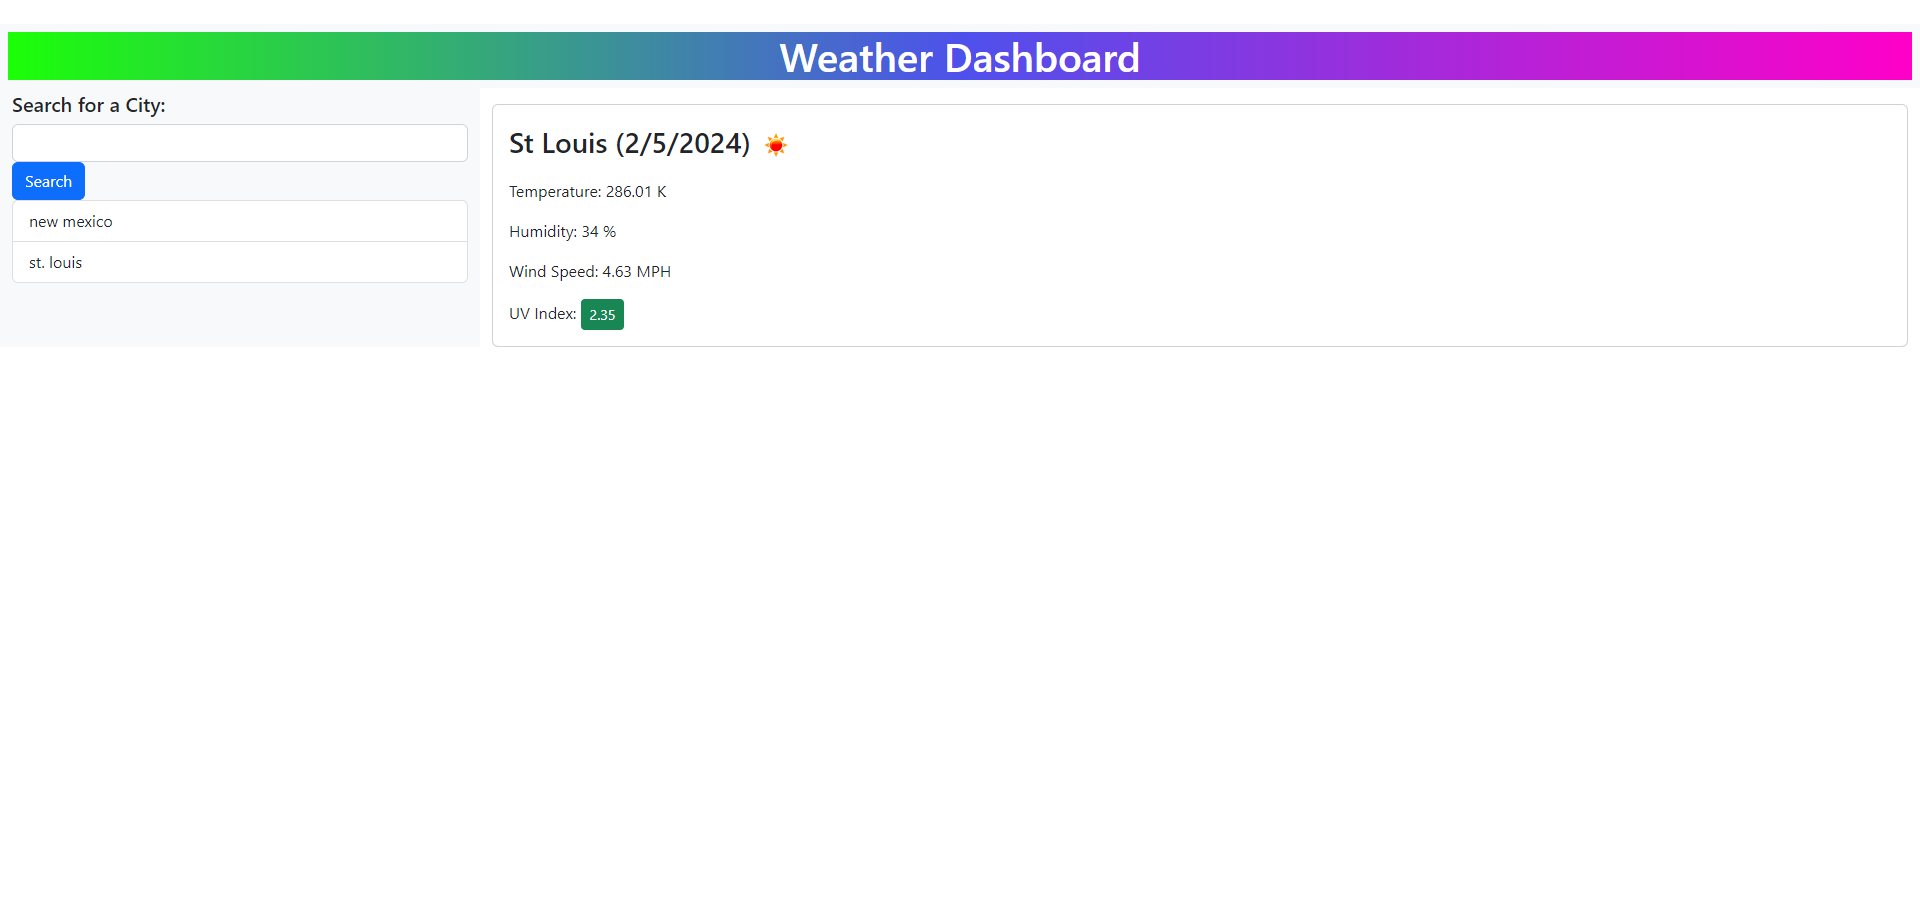 Weather Dashboard
Search for a City:
Search
new mexico
st. louis
St Louis (2/5/2024)
Temperature: 286.01 K
Humidity: 34 %
Wind Speed: 4.63 MPH
UV Index: 2.35